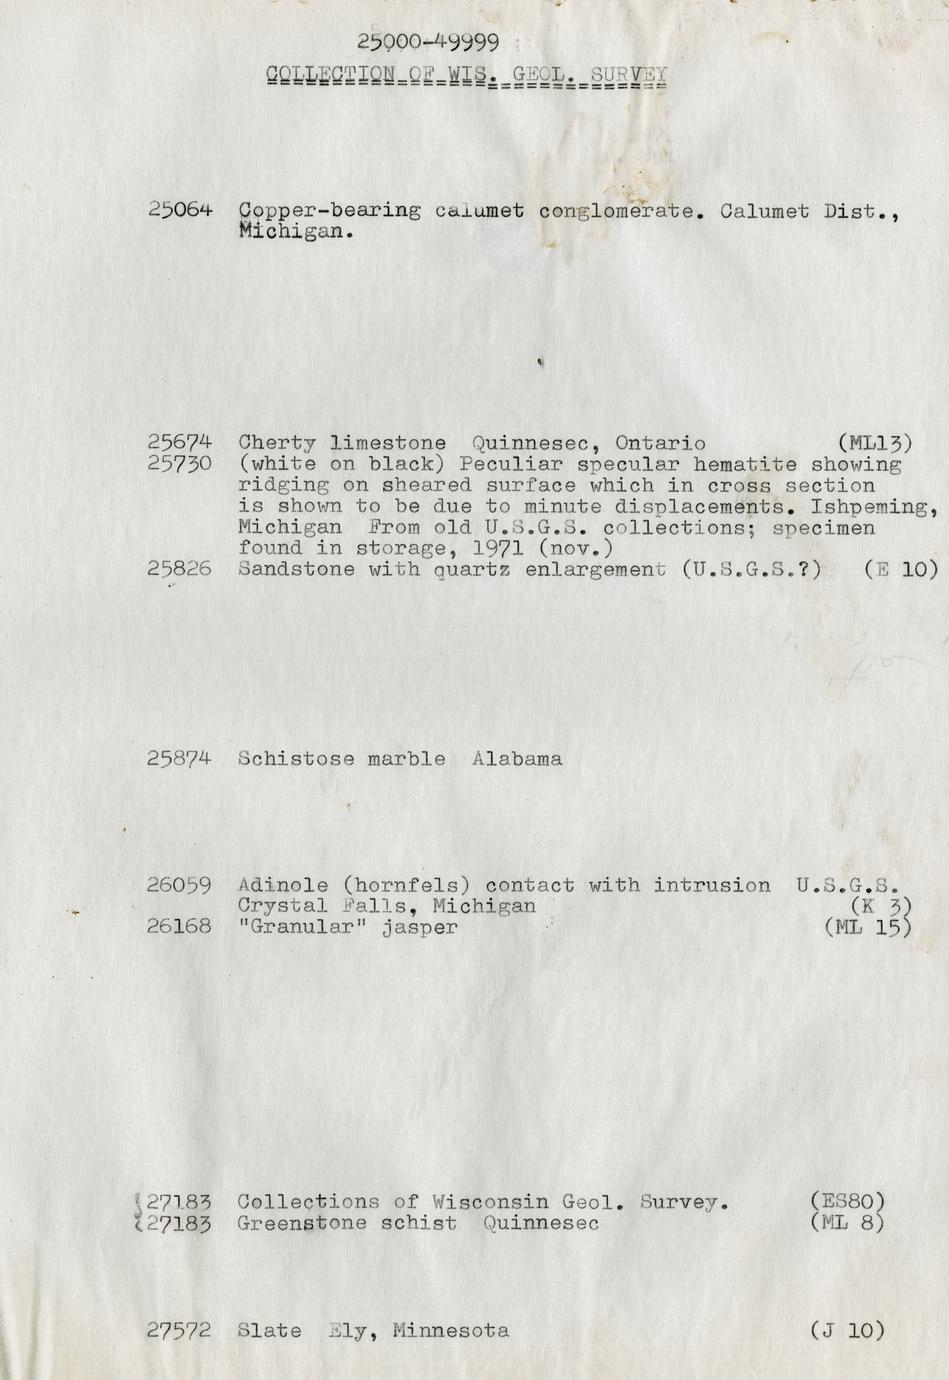 25000-49999
COLLECTION OF WIS. GEOL. SURVEY
25064 Copper-bearing calumet conglomerate. Calumet Dist.,
Michigan.
25674 Cherty limestone Quinnesec, Ontario (ML13)
25730 (white on black) Peculiar specular hematite showing
ridging on sheared surface which in cross section
is shown to be due to minute displacements. Ishpeming,
Michigan From old U.S.G.S. collections; specimen
found in storage, 1971 (nov.)
25826 Sandstone with quartz enlargement (U.S.G.S.?) (E 10)
25874 Schistose marble Alabama
26059 Adinole (hornfels) contact with intrusion U.S.G.S.
Crystal Falls, Michigan (K 3)
26168 "Granular" jasper (ML 15)
27183 Collections of Wisconsin Geol. Survey. (ES80)
27183 Greenstone schist Quinnesec (ML 8)
27572 Slate Ely, Minnesota (J 10)